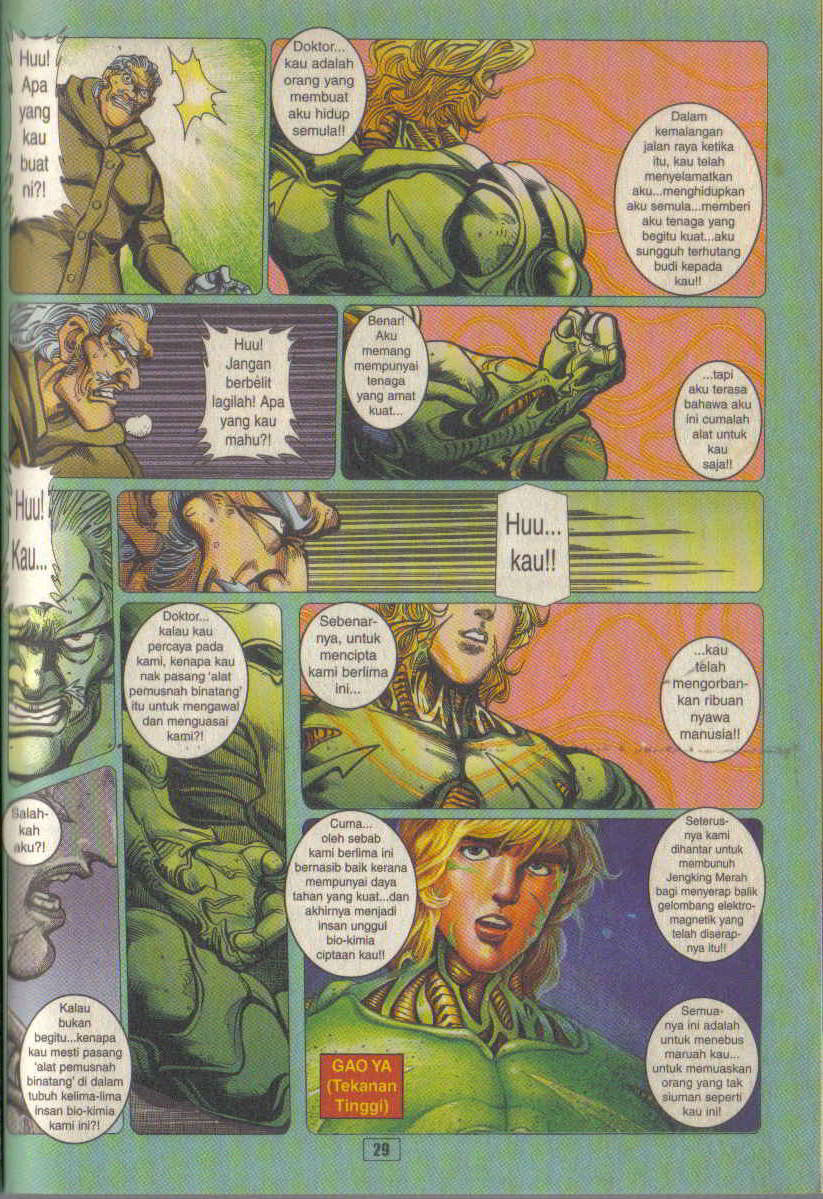 Huu!
Apa
yang
kau
buat
ni?!
Doktor...
kau adalah
orang yang
membuat
aku hidup
semula!!
Dalam
kemalangan
jalan raya ketika
itu, kau telah
menyelamatkan
aku...menghidupkan
aku semula...memberi
aku tenaga yang
begitu kuat...aku
sungguh terhutang
budi kepada
kau!!
Huu!
Jangan
berbelit
lagilah! Apa
yang kau
mahu?!
Benar!
Aku
memang
mempunyai
tenaga
yang amat
kuat...
...tapi
aku terasa
bahawa aku
ini cumalah
alat untuk
kau
saja!!
Huu!
Kau...
Huu...
kau!!
Doktor...
kalau kau
percaya pada
kami, kenapa kau
nak pasang 'alat
pemusnah binatang'
itu untuk mengawal
dan menguasai
kami?!
Sebenar-
nya, untuk
mencipta
kami berlima
ini...
...kau
telah
mengorban-
kan ribuan
nyawa
manusia!!
Salah-
kah
aku?!
Kalau
bukan
begitu...kenapa
kau mesti pasang
'alat pemusnah
binatang' di dalam
tubuh kelima-lima
insan bio-kimia
kami ini?!
Cuma...
oleh sebab
kami berlima ini
bernasib baik kerana
mempunyai daya
tahan yang kuat...dan
akhirnya menjadi
insan unggul
bio-kimia
ciptaan kau!!
Seterus-
nya kami
dihantar untuk
membunuh
Jengking Merah
bagi menyerap balik
gelombang elektro-
magnetik yang
telah diserap-
nya itu!!
Semua-
nya ini adalah
untuk menebus
maruah kau...
untuk memuaskan
orang yang tak
siuman seperti
kau ini!
GAO YA
(Tekanan
Tinggi)
29